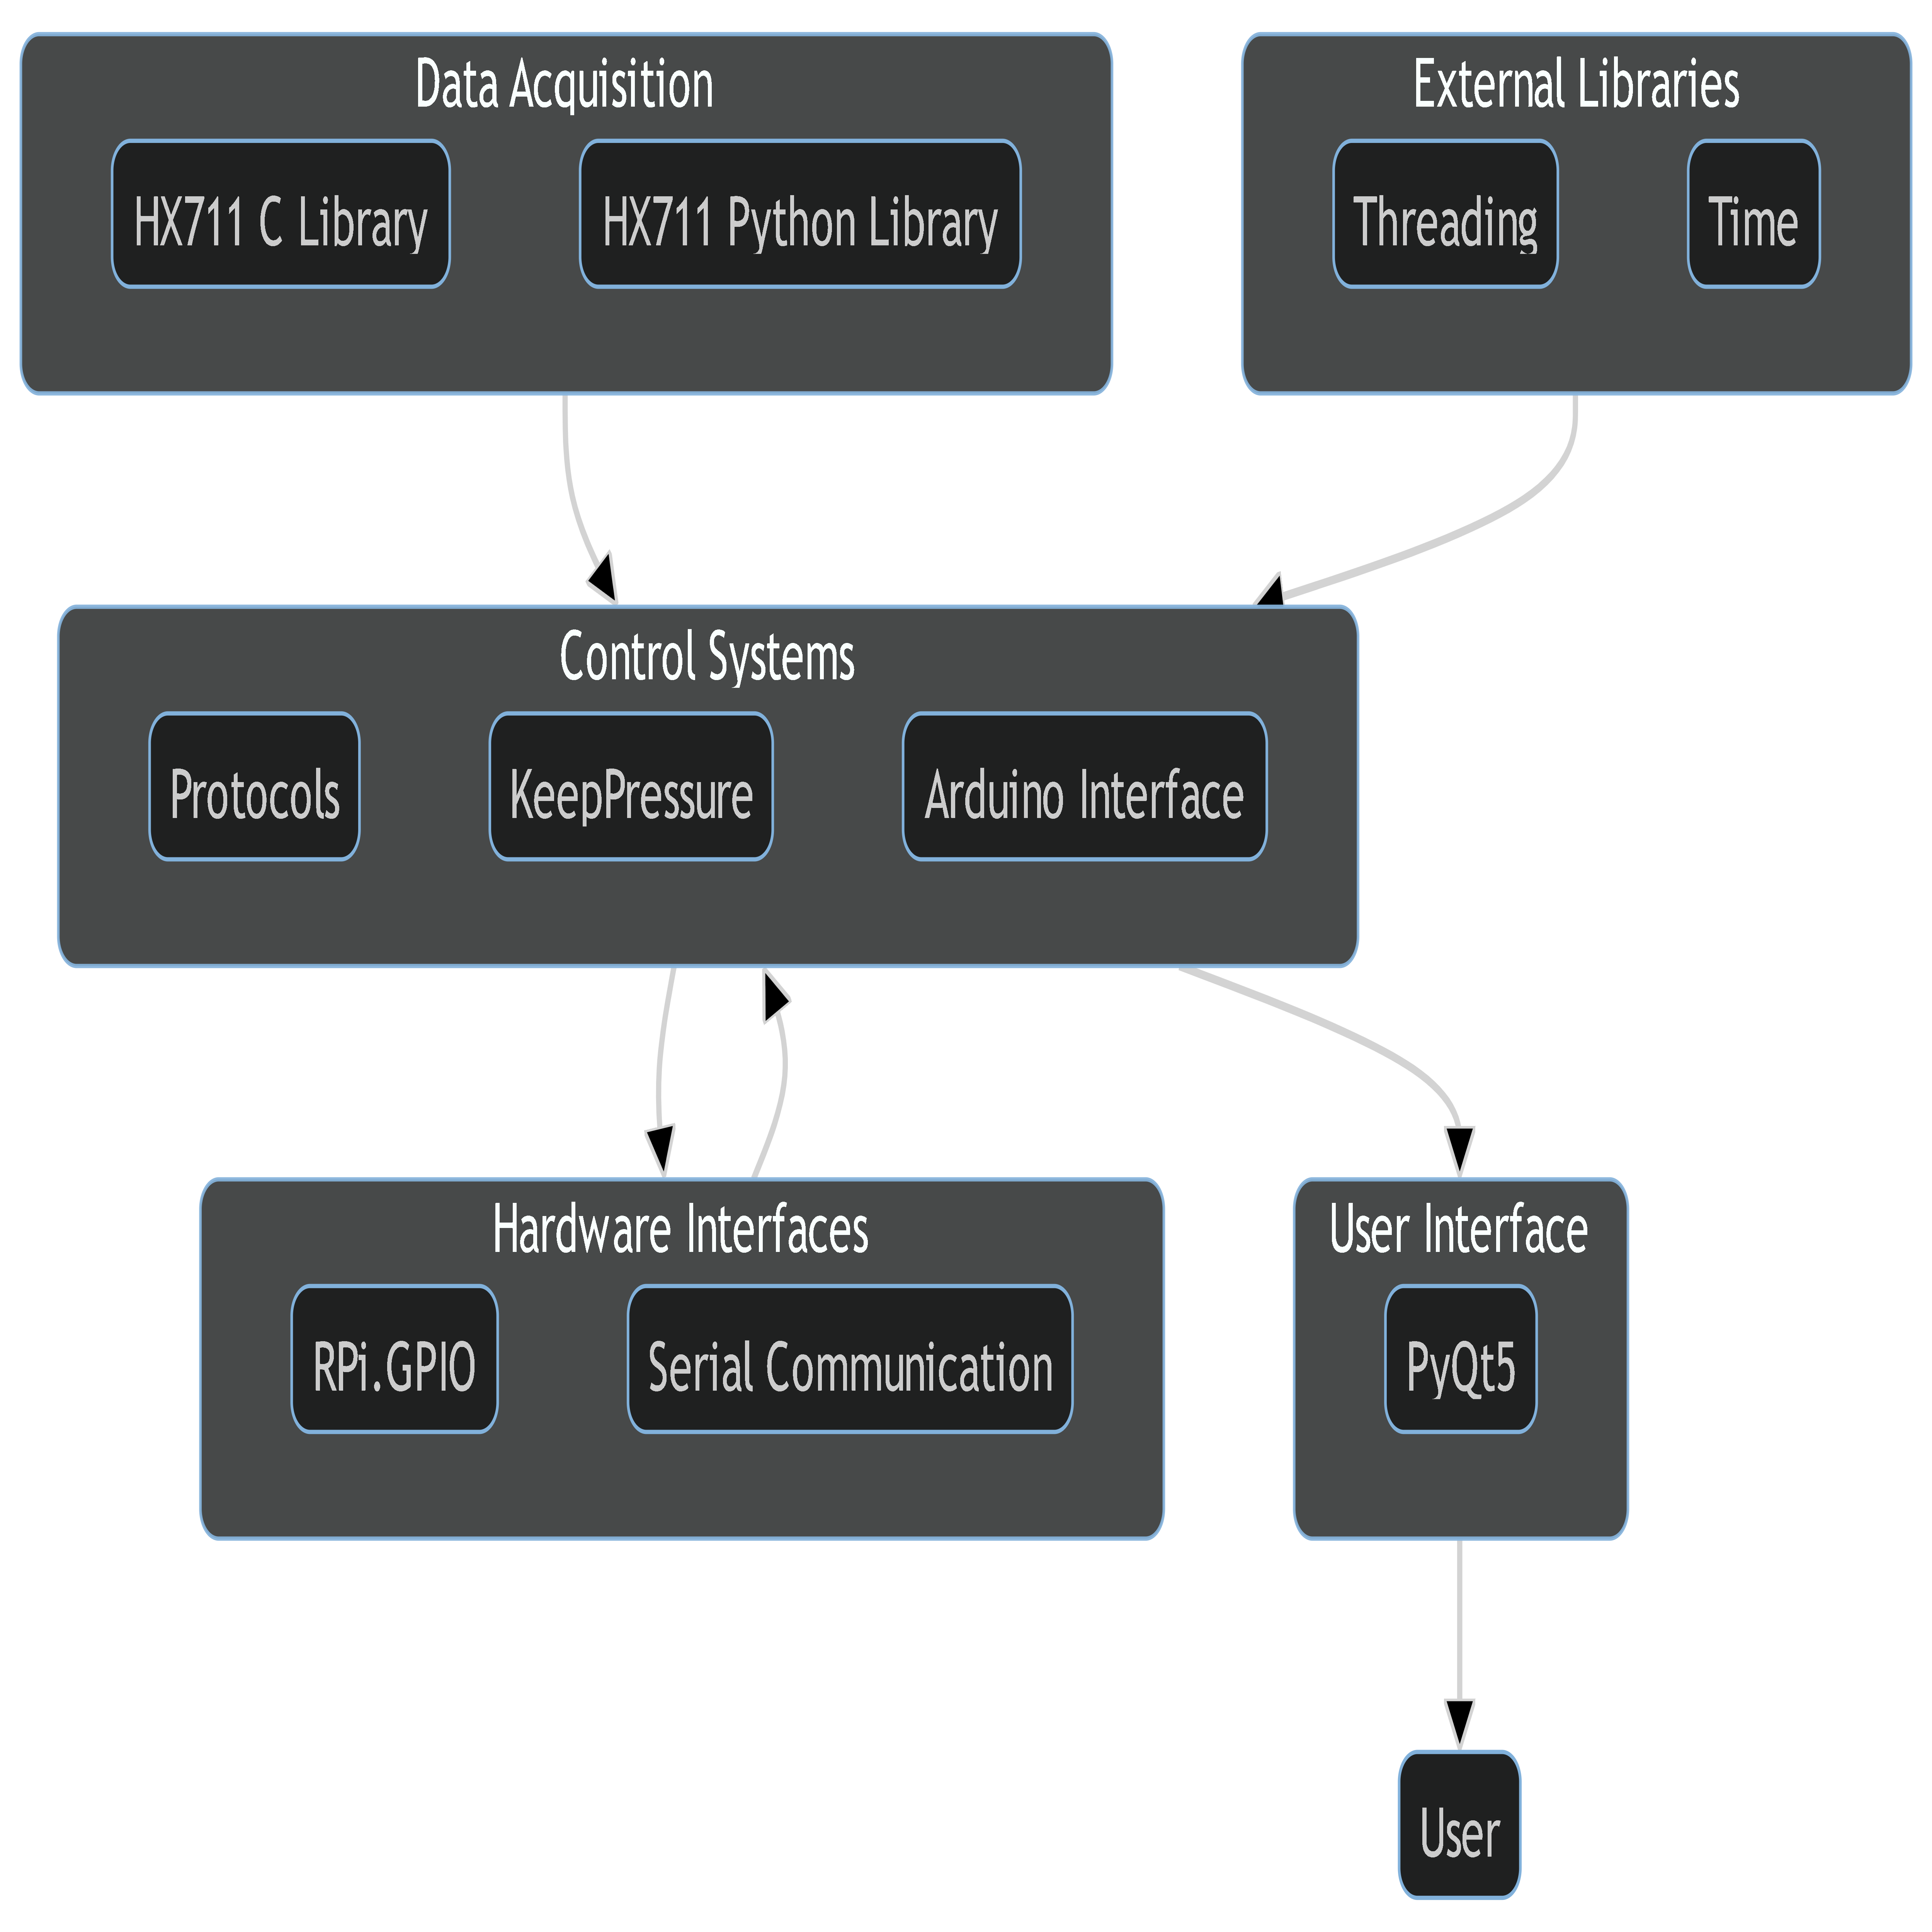 Data Acquisition
HX711 C Library
HX711 Python Library
External Libraries
Threading
Time
Control Systems
Protocols
KeepPressure
Arduino Interface
Hardware Interfaces
RPi.GPIO
Serial Communication
User Interface
PyQt5
User